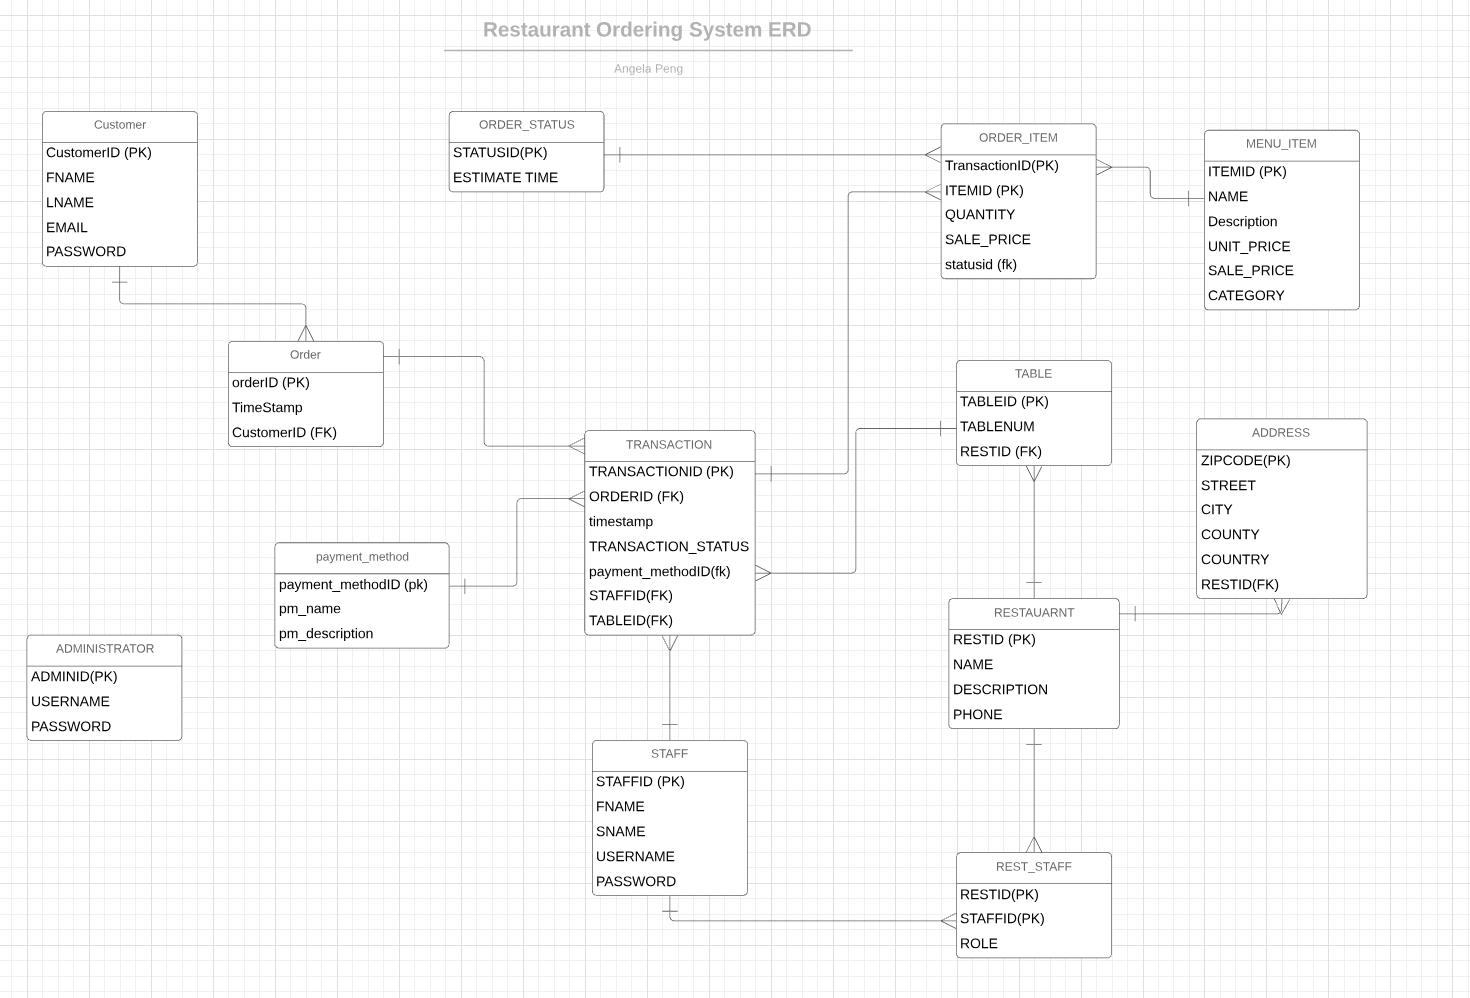 Restaurant Ordering System ERD
Angela Peng
Customer
CustomerID (PK)
FNAME
LNAME
EMAIL
PASSWORD
ORDER_STATUS
STATUSID(PK)
ESTIMATE TIME
ORDER_ITEM
TransactionID(PK)
ITEMID (PK)
QUANTITY
SALE_PRICE
statusid (fk)
MENU_ITEM
ITEMID (PK)
NAME
Description
UNIT_PRICE
SALE_PRICE
CATEGORY
Order
orderID (PK)
TimeStamp
CustomerID (FK)
TRANSACTION
TRANSACTIONID (PK)
ORDERID (FK)
timestamp
TRANSACTION_STATUS
payment_methodID(fk)
STAFFID(FK)
TABLEID(FK)
TABLE
TABLEID (PK)
TABLENUM
RESTID (FK)
ADDRESS
ZIPCODE(PK)
STREET
CITY
COUNTY
COUNTRY
RESTID(FK)
payment_method
payment_methodID (pk)
pm_name
pm_description
ADMINISTRATOR
ADMINID(PK)
USERNAME
PASSWORD
RESTAUARNT
RESTID (PK)
NAME
DESCRIPTION
PHONE
STAFF
STAFFID (PK)
FNAME
SNAME
USERNAME
PASSWORD
REST_STAFF
RESTID(PK)
STAFFID(PK)
ROLE